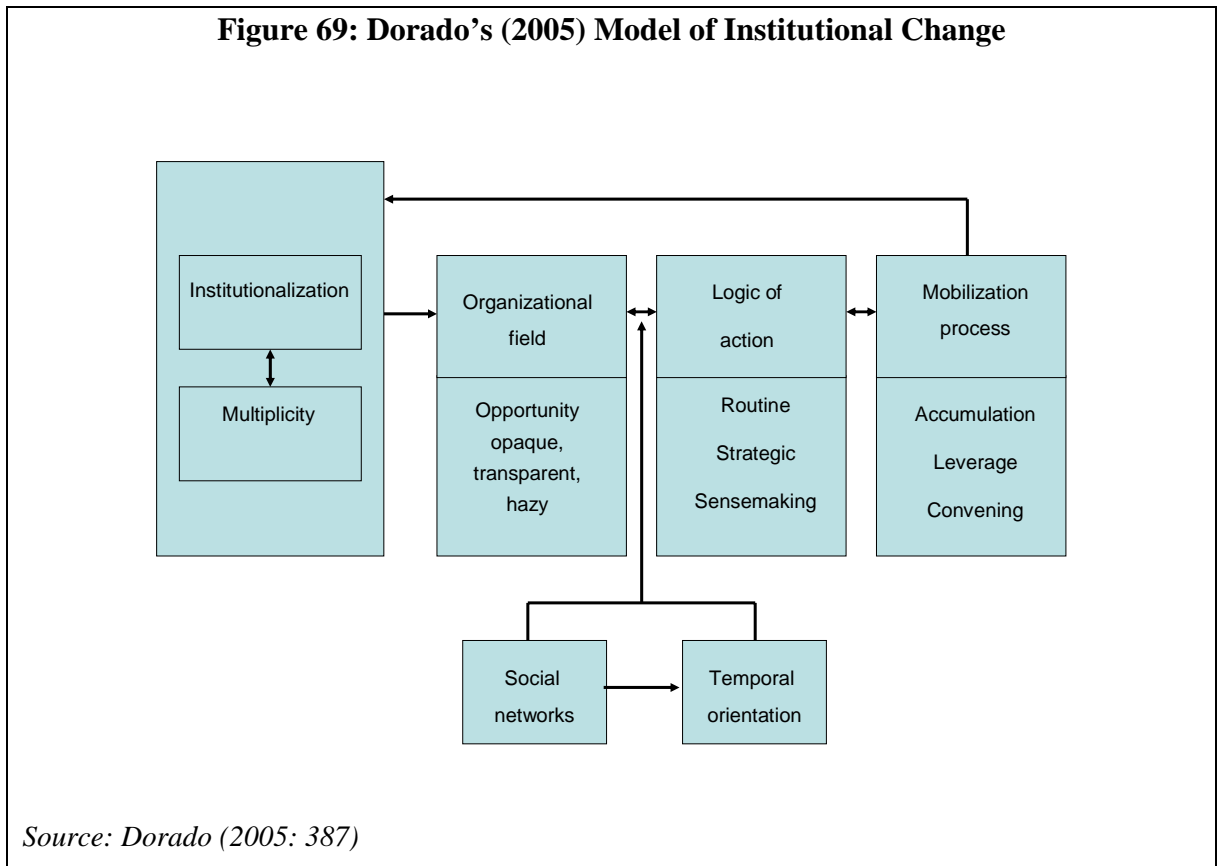 Figure 69: Dorado’s (2005) Model of Institutional Change
Institutionalization
Multiplicity
Organizational
field
Opportunity
opaque,
transparent,
hazy
Logic of
action
Routine
Strategic
Sensemaking
Mobilization
process
Accumulation
Leverage
Convening
Social
networks
Temporal
orientation
Source: Dorado (2005: 387)